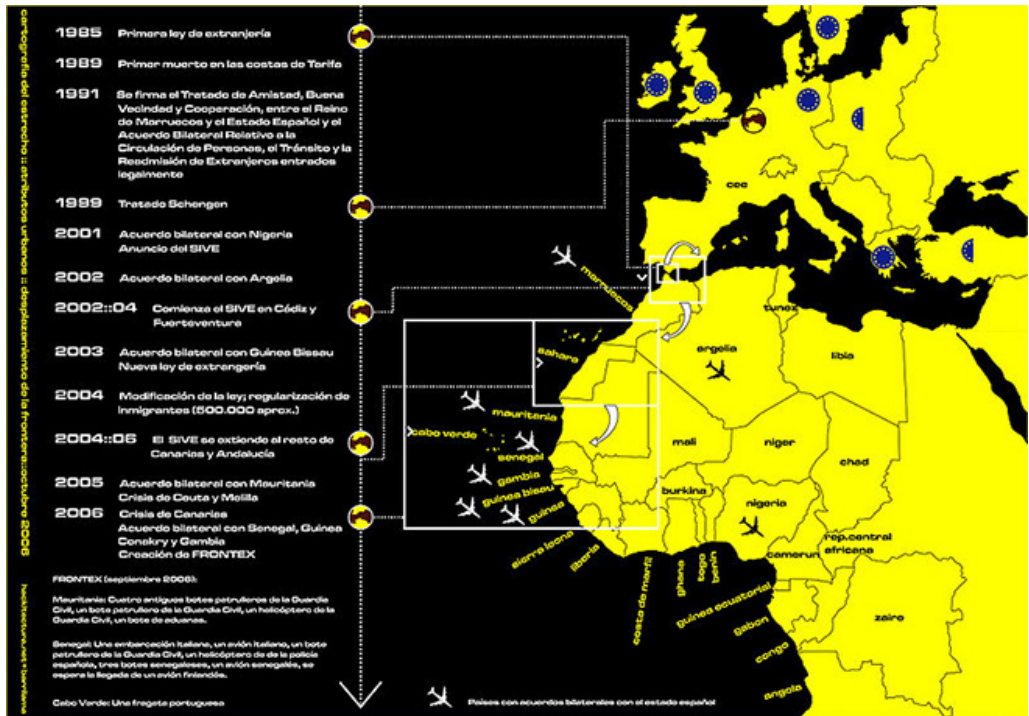 cartografía del estrecho :: atributos urbanos :: desplazamiento de la frontera::octubre 2006
hackitectura.net+barriame
1985 Primera ley de extranjería
1989 Primer muerto en las costas de Tarifa
1991 Se firma el Tratado de Amistad, Buena
Vecindad y Cooperación, entre el Reino
de Marruecos y el Estado Español y el
Acuerdo Bilateral Relativo a la
Circulación de Personas, el Tránsito y la
Readmisión de Extranjeros entrados
legalmente
1999 Tratado Schengen
2001 Acuerdo bilateral con Nigeria
Anuncio del SIVE
2002 Acuerdo bilateral con Argelia
2002::04 Comienza el SIVE en Cádiz y
Fuerteventura
2003 Acuerdo bilateral con Guinea Bissau
Nueva ley de extrangería
2004 Modificación de la ley; regularización de
inmigrantes (500.000 aprox.)
2004::06 El SIVE se extiende al resto de
Canarias y Andalucía
2005 Acuerdo bilateral con Mauritania
Crisis de Ceuta y Melilla
2006 Crisis de Canarias
Acuerdo bilateral con Senegal, Guinea
Conakry y Gambia
Creación de FRONTEX
FRONTEX (septiembre 2006):
Mauritania: Cuatro antiguos botes patrulleros de la Guardia
Civil, un bote patrullero de la Guardia Civil, un helicóptero de la
Guardia Civil, un bote de aduanas.
Senegal: Una embarcación italiana, un avión italiano, un bote
patrullero de la Guardia Civil, un helicóptero de de la policía
española, tres botes senegaleses, un avión senegalés, se
espera la llegada de un avión finlandés.
Cabo Verde: Una fragata portuguesa
Países con acuerdos bilaterales con el estado español
cee
marruecos
tunez
argelia
libia
sahara
mauritania
cabo verde
senegal
gambia
guinea bisau
guinea
sierra leona
liberia
mali
niger
chad
burkina
nigeria
costa de marfil
ghana
togo
benin
camerun
rep.central
africana
guinea ecuatorial
gabon
congo
zaire
angola